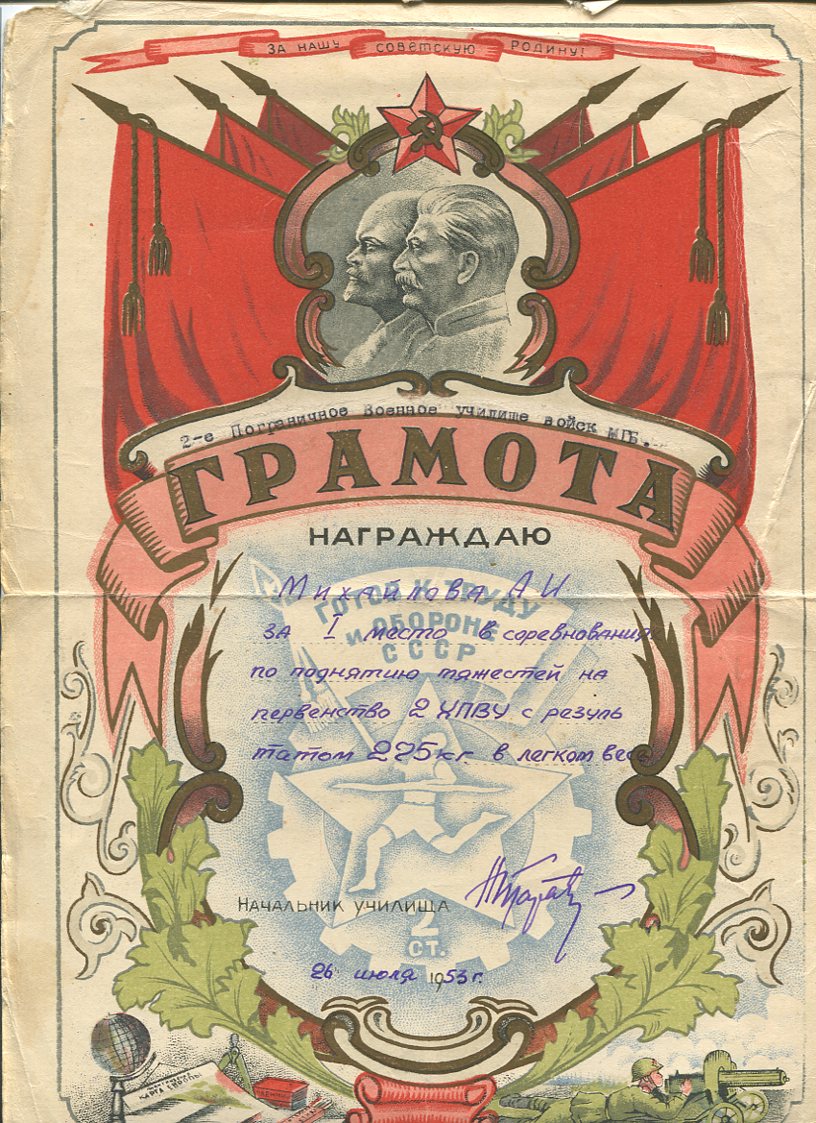 ЗА НАШУ СОВЕТСКУЮ РОДИНУ!
2-е Пограничное Военное училище войск МГБ.
ГРАМОТА
НАГРАЖДАЮ
Михайлова А И
ГОТОВ К ТРУДУ
И ОБОРОНЕ
СССР
за I место в соревнованиях
по поднятию тяжестей на
первенство 2 ХПВУ с резуль
татом 225 кг. в легком весе
НАЧАЛЬНИК УЧИЛИЩА
2
СТ.
26 июля 1953 г.
КАРТА ЕВРОПЫ